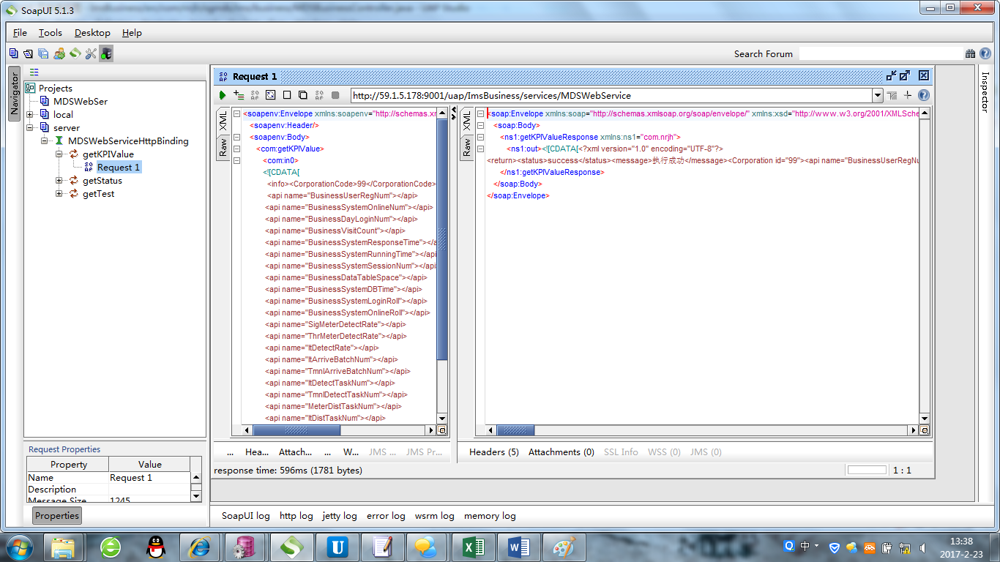 SoapUI 5.1.3
File Tools Desktop Help
Search Forum
Navigator
Projects
MDSWebSer
local
server
MDSWebServiceHttpBinding
getKPIValue
Request 1
getStatus
getTest
Request Properties
Property Value
Name Request 1
Description
Message Size 1245
Properties
Request 1
http://59.1.5.178:9001/uap/ImsBusiness/services/MDSWebService
XML
Raw
<soapenv:Envelope xmlns:soapenv="http://schemas.xm
<soapenv:Header/>
<soapenv:Body>
<com:getKPIValue>
<com:in0>
<![CDATA[
<info><CorporationCode>99</CorporationCode>
<api name="BusinessUserRegNum"></api>
<api name="BusinessSystemOnlineNum"></api>
<api name="BusinessDayLoginNum"></api>
<api name="BusinessVisitCount"></api>
<api name="BusinessSystemResponseTime"></a
<api name="BusinessSystemRunningTime"></api
<api name="BusinessSystemSessionNum"></api
<api name="BusinessDataTableSpace"></api>
<api name="BusinessSystemDBTime"></api>
<api name="BusinessSystemLoginRoll"></api>
<api name="BusinessSystemOnlineRoll"></api>
<api name="SigMeterDetectRate"></api>
<api name="ThrMeterDetectRate"></api>
<api name="ItDetectRate"></api>
<api name="ItArriveBatchNum"></api>
<api name="TmnlArriveBatchNum"></api>
<api name="ItDetectTaskNum"></api>
<api name="TmnlDetectTaskNum"></api>
<api name="MeterDistTaskNum"></api>
<api name="ItDistTaskNum"></api>
XML
Raw
<soap:Envelope xmlns:soap="http://schemas.xmlsoap.org/soap/envelope/" xmlns:xsd="http://www.w3.org/2001/XMLSche
<soap:Body>
<ns1:getKPIValueResponse xmlns:ns1="com.nrjh">
<ns1:out><![CDATA[<?xml version="1.0" encoding="UTF-8"?>
<return><status>success</status><message>执行成功</message><Corporation id="99"><api name="BusinessUserRegNu
</ns1:getKPIValueResponse>
</soap:Body>
</soap:Envelope>
... Hea... Attach... ... W... JMS ... JMS Pr...
Headers (5) Attachments (0) SSL Info WSS (0) JMS (0)
response time: 596ms (1781 bytes)
1 : 1
Inspector
SoapUI log http log jetty log error log wsrm log memory log
中
13:38
2017-2-23